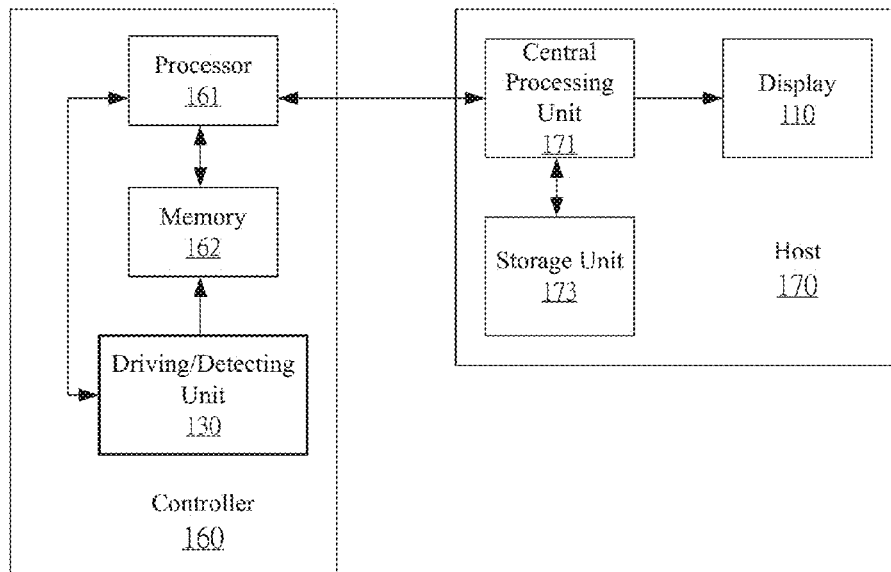 Processor
161
Memory
162
Driving/Detecting
Unit
130
Controller
160
Central
Processing
Unit
171
Display
110
Storage Unit
173
Host
170